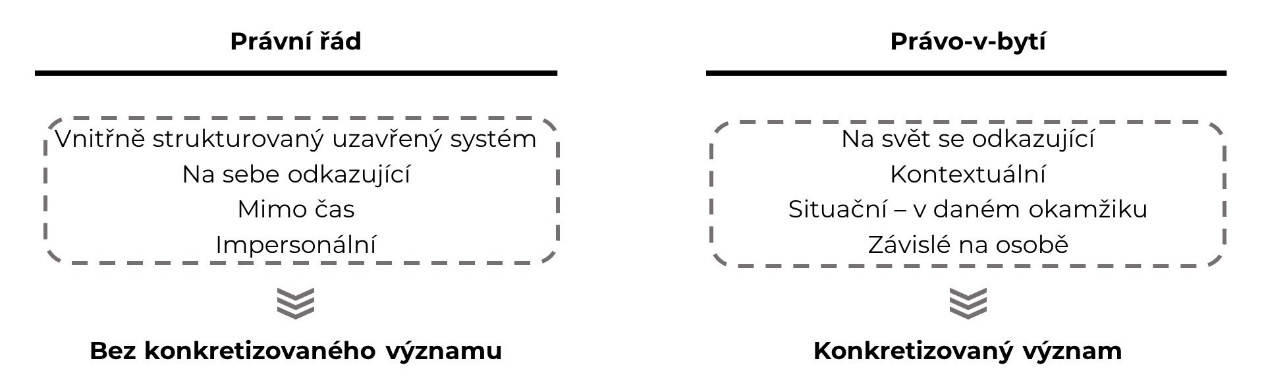 Právní řád
Vnitřně strukturovaný uzavřený systém
Na sebe odkazující
Mimo čas
Impersonální
Bez konkretizovaného významu
Právo-v-bytí
Na svět se odkazující
Kontextuální
Situační – v daném okamžiku
Závislé na osobě
Konkretizovaný význam